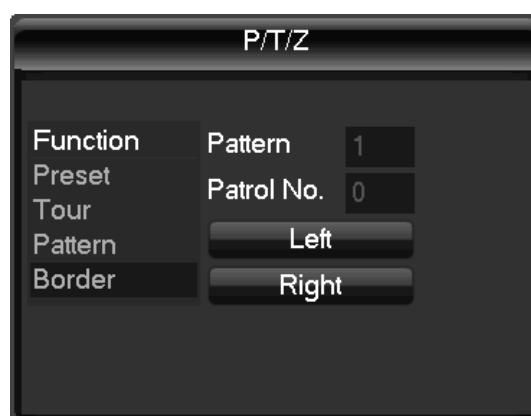 P/T/Z
Function
Preset
Tour
Pattern
Border
Pattern 1
Patrol No. 0
Left
Right